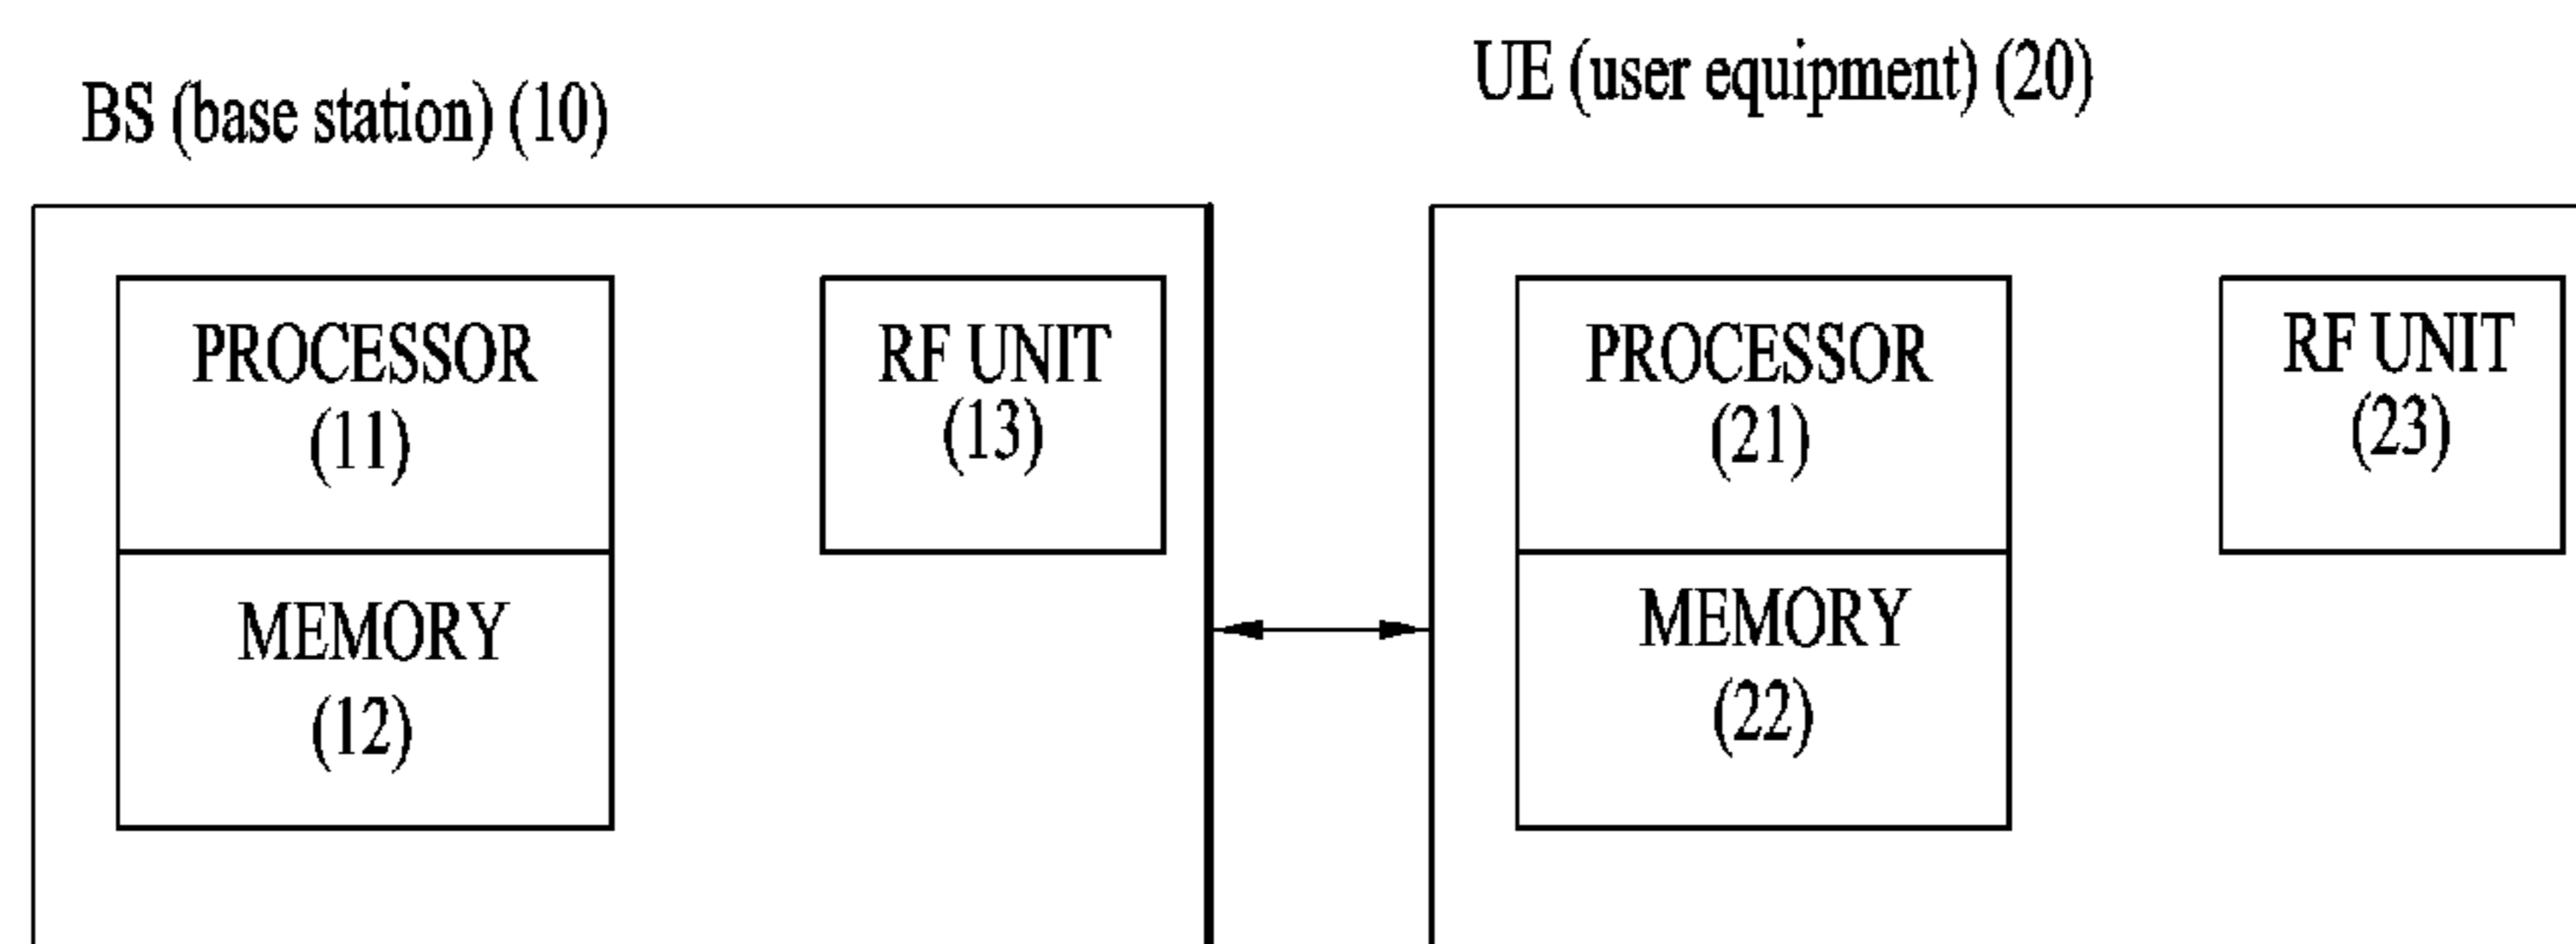 BS (base station) (10)
UE (user equipment) (20)
PROCESSOR
(11)
RF UNIT
(13)
MEMORY
(12)
PROCESSOR
(21)
RF UNIT
(23)
MEMORY
(22)